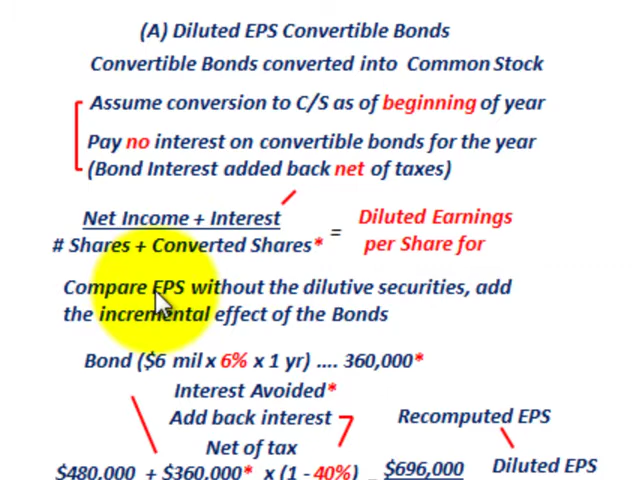 (A) Diluted EPS Convertible Bonds
Convertible Bonds converted into Common Stock
Assume conversion to C/S as of beginning of year
Pay no interest on convertible bonds for the year
(Bond Interest added back net of taxes)
Net Income + Interest
# Shares + Converted Shares*
=
Diluted Earnings
per Share for
Compare EPS without the dilutive securities, add
the incremental effect of the Bonds
Bond ($6 mil x 6% x 1 yr) .... 360,000*
Interest Avoided*
Add back interest
Net of tax
Recomputed EPS
$480,000 + $360,000* x (1 - 40%) = $696,000
Diluted EPS